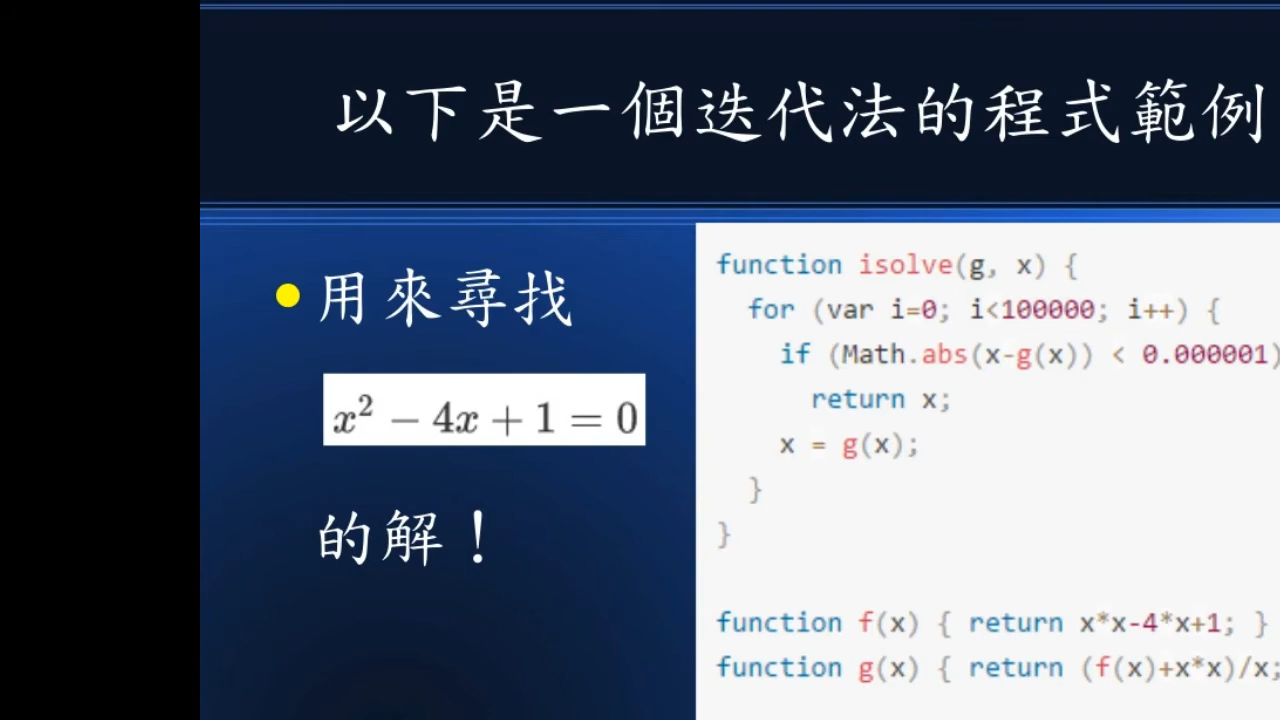 以下是一個迭代法的程式範例
用來尋找
x² − 4x + 1 = 0
的解！
function isolve(g, x) {
for (var i=0; i<100000; i++) {
if (Math.abs(x-g(x)) < 0.000001)
return x;
x = g(x);
}
}
function f(x) { return x*x-4*x+1; }
function g(x) { return (f(x)+x*x)/x;